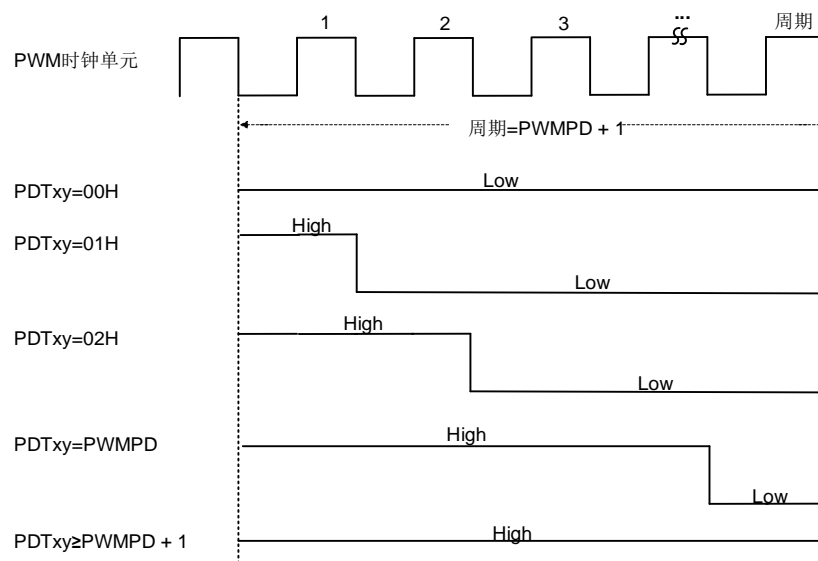 1 2 3 ... 周期
PWM时钟单元
周期=PWMPD + 1
PDTxy=00H Low
PDTxy=01H High Low
PDTxy=02H High Low
PDTxy=PWMPD High Low
PDTxy≥PWMPD + 1 High